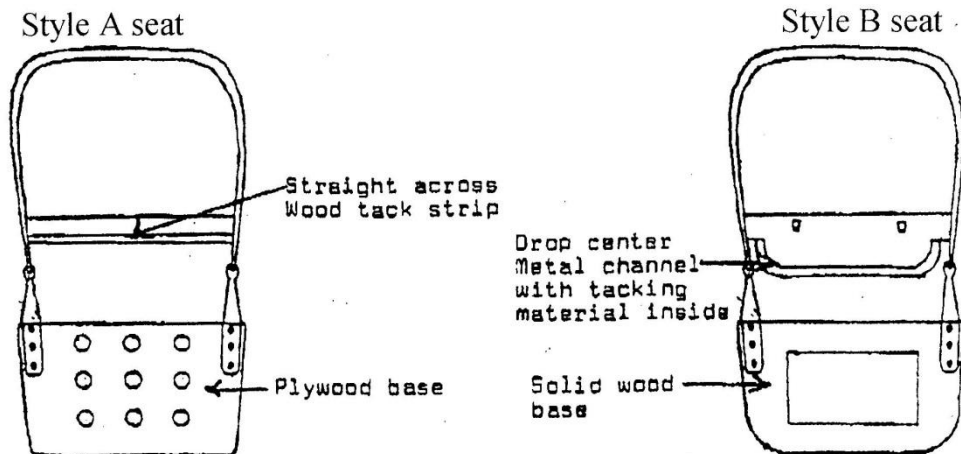 Style A seat
Style B seat
Straight across
Wood tack strip
Drop center
Metal channel
with tacking
material inside
Plywood base
Solid wood
base